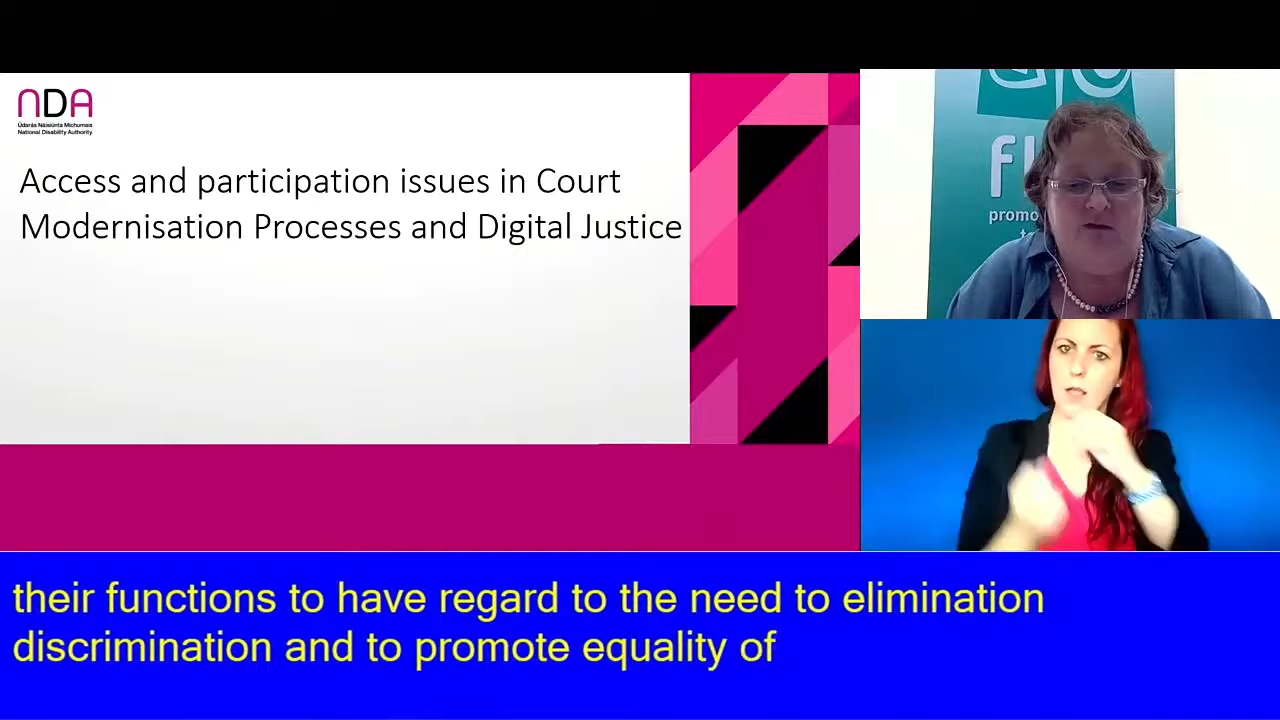 NDA
Údarás Náisiúnta Míchumais
National Disability Authority
Access and participation issues in Court
Modernisation Processes and Digital Justice
promo
their functions to have regard to the need to elimination
discrimination and to promote equality of